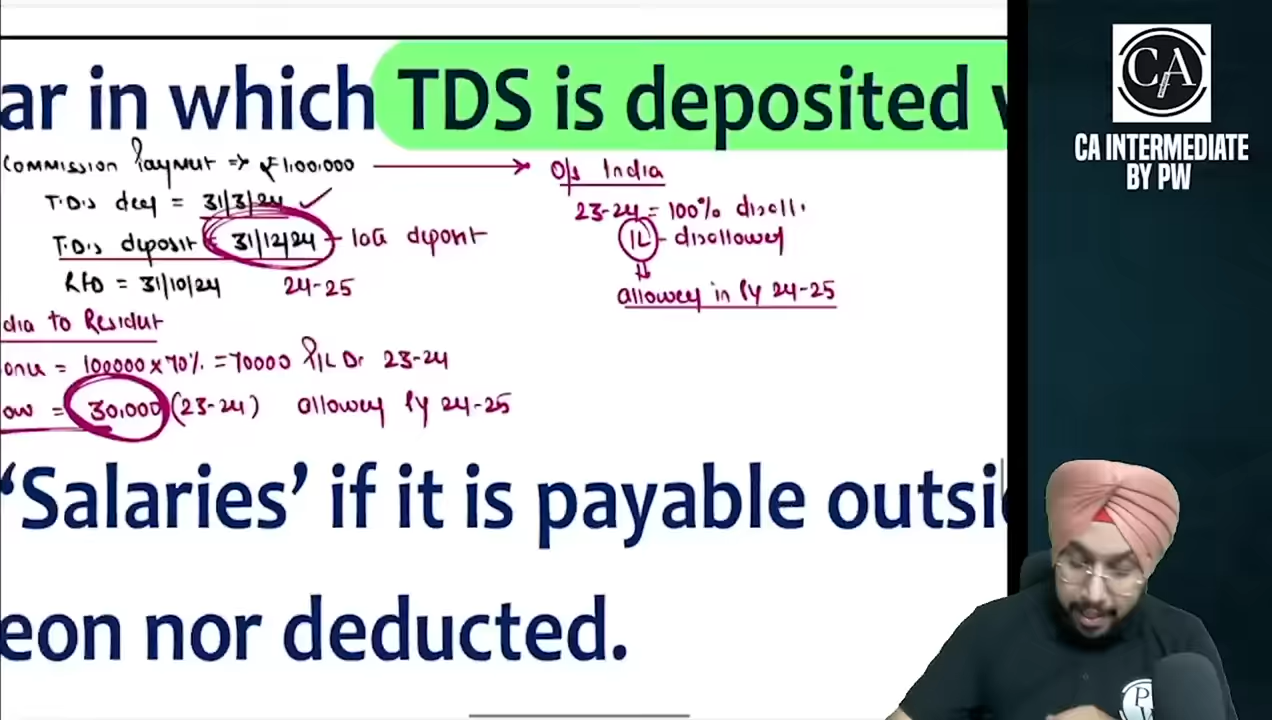 ar in which TDS is deposited
Commission Payment => ₹1,00,000
O/s India
T.D.S ded = 31/3/24 ✓
23-24 = 100% disall.
T.D.S deposit = 31/12/24 - late deposit
1L - disallowed
RFD = 31/10/24 24-25
allowed in Py 24-25
dia to Resident
= 100000 x 70% = 70000 P/L Dr 23-24
ow = 30,000 (23-24) allowed Py 24-25
'Salaries' if it is payable outsi
eon nor deducted.
CA
CA INTERMEDIATE
BY PW
P
W